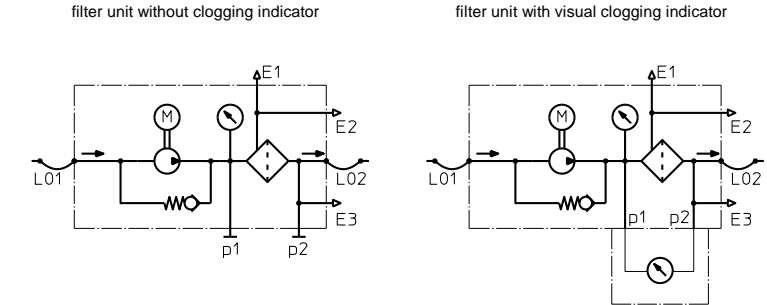 filter unit without clogging indicator
filter unit with visual clogging indicator
E1
M
E2
L01
L02
E3
p1
p2
E1
M
E2
L01
L02
p1
p2
E3